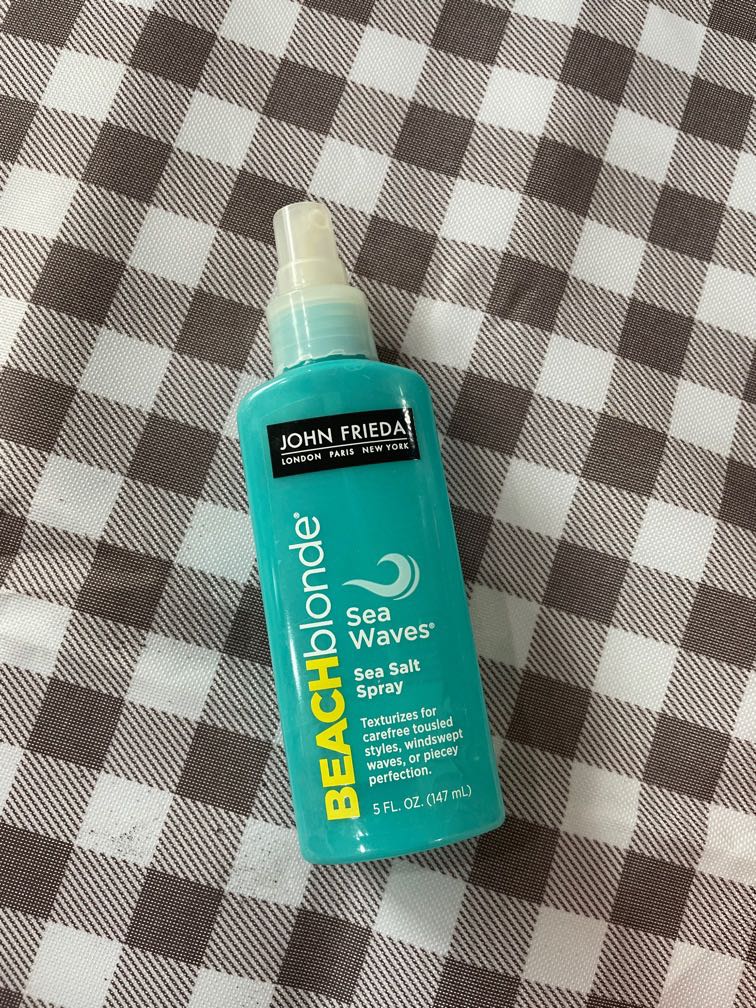 JOHN FRIEDA
LONDON PARIS NEW YORK
BEACHblonde®
Sea
Waves®
Sea Salt
Spray
Texturizes for
carefree tousled
styles, windswept
waves, or piecey
perfection.
5 FL. OZ. (147 mL)